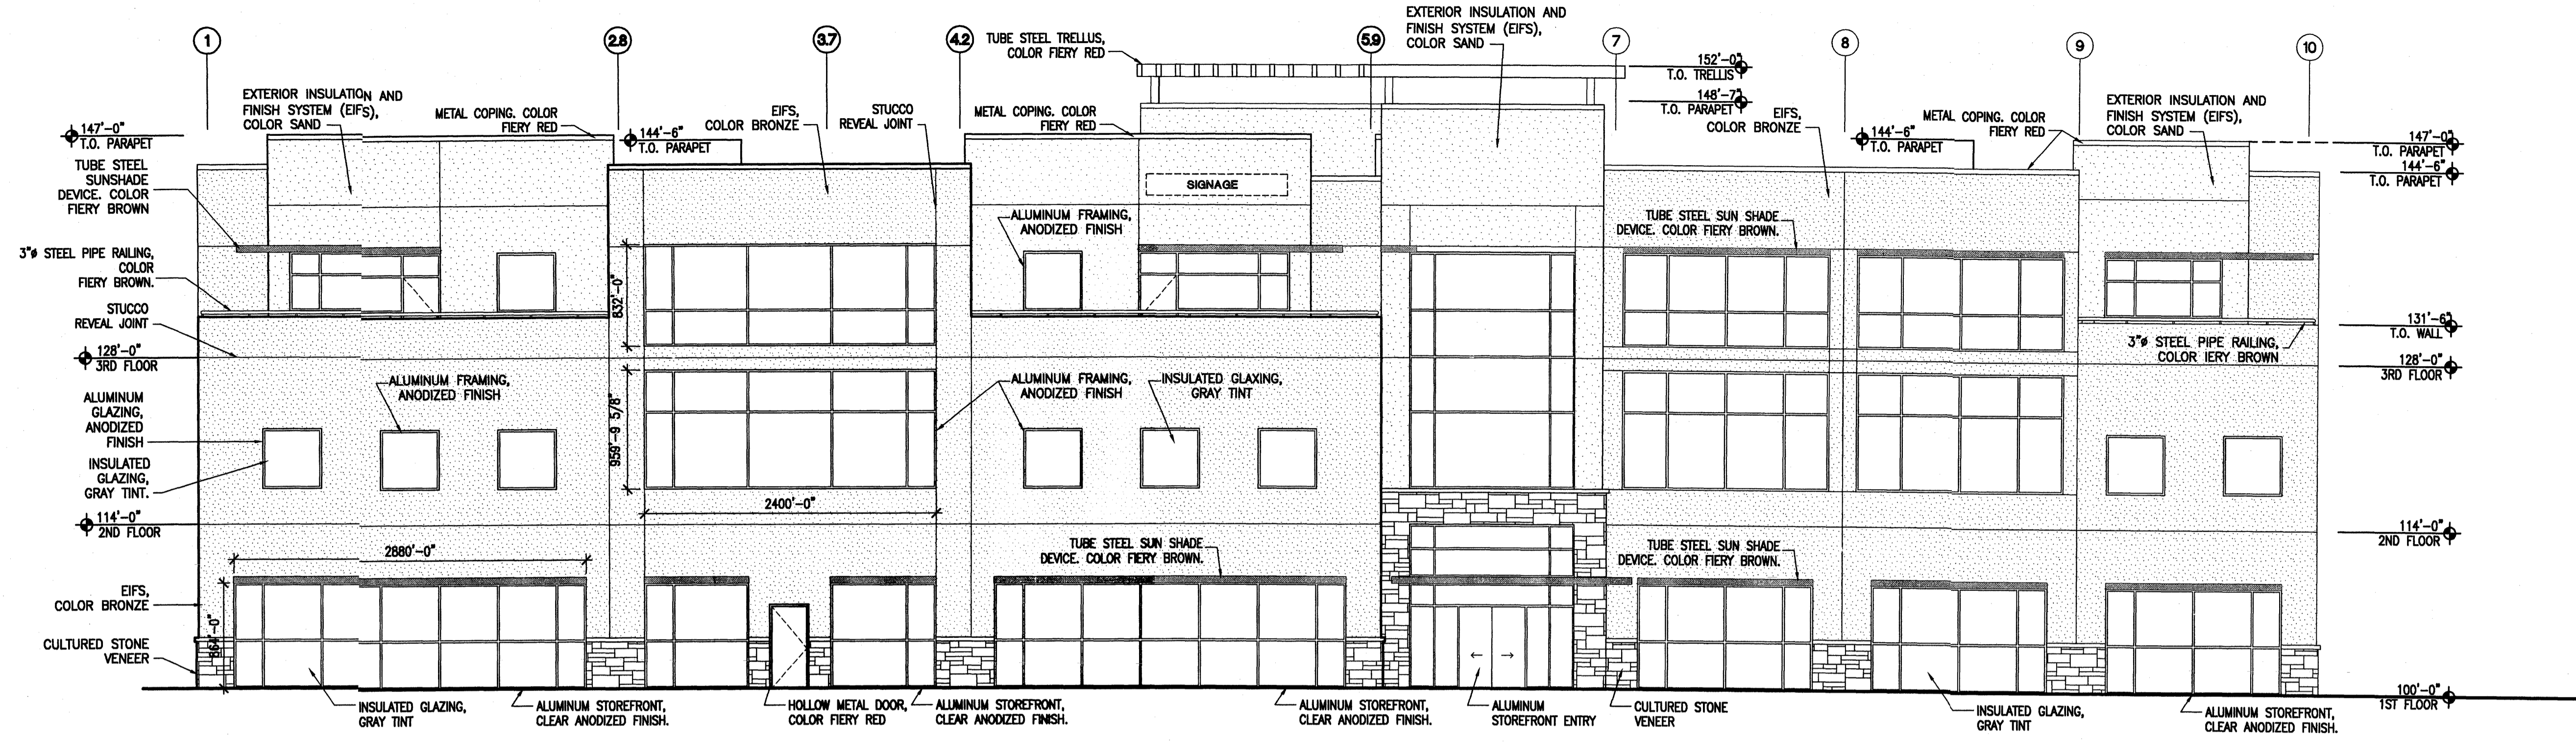 1
2.8
3.7
4.2
5.9
7
8
9
10
EXTERIOR INSULATION AND
FINISH SYSTEM (EIFS),
COLOR SAND
TUBE STEEL TRELLUS,
COLOR FIERY RED
152'-0"
T.O. TRELLIS
148'-7"
T.O. PARAPET
EXTERIOR INSULATION AND
FINISH SYSTEM (EIFS),
COLOR SAND
METAL COPING. COLOR
FIERY RED
EIFS,
COLOR BRONZE
STUCCO
REVEAL JOINT
METAL COPING. COLOR
FIERY RED
EIFS,
COLOR BRONZE
METAL COPING. COLOR
FIERY RED
EXTERIOR INSULATION AND
FINISH SYSTEM (EIFS),
COLOR SAND
147'-0"
T.O. PARAPET
144'-6"
T.O. PARAPET
144'-6"
T.O. PARAPET
147'-0"
T.O. PARAPET
144'-6"
T.O. PARAPET
TUBE STEEL
SUNSHADE
DEVICE. COLOR
FIERY BROWN
SIGNAGE
ALUMINUM FRAMING,
ANODIZED FINISH
TUBE STEEL SUN SHADE
DEVICE. COLOR FIERY BROWN.
3"ø STEEL PIPE RAILING,
COLOR
FIERY BROWN.
832'-0"
STUCCO
REVEAL JOINT
131'-6"
T.O. WALL
3"ø STEEL PIPE RAILING,
COLOR IERY BROWN
128'-0"
3RD FLOOR
128'-0"
3RD FLOOR
ALUMINUM FRAMING,
ANODIZED FINISH
ALUMINUM FRAMING,
ANODIZED FINISH
INSULATED GLAXING,
GRAY TINT
ALUMINUM
GLAZING,
ANODIZED
FINISH
959'-9 5/8"
INSULATED
GLAZING,
GRAY TINT.
2400'-0"
114'-0"
2ND FLOOR
114'-0"
2ND FLOOR
2880'-0"
TUBE STEEL SUN SHADE
DEVICE. COLOR FIERY BROWN.
TUBE STEEL SUN SHADE
DEVICE. COLOR FIERY BROWN.
EIFS,
COLOR BRONZE
864'-0"
CULTURED STONE
VENEER
INSULATED GLAZING,
GRAY TINT
ALUMINUM STOREFRONT,
CLEAR ANODIZED FINISH.
HOLLOW METAL DOOR,
COLOR FIERY RED
ALUMINUM STOREFRONT,
CLEAR ANODIZED FINISH.
ALUMINUM STOREFRONT,
CLEAR ANODIZED FINISH.
ALUMINUM
STOREFRONT ENTRY
CULTURED STONE
VENEER
INSULATED GLAZING,
GRAY TINT
ALUMINUM STOREFRONT,
CLEAR ANODIZED FINISH.
100'-0"
1ST FLOOR